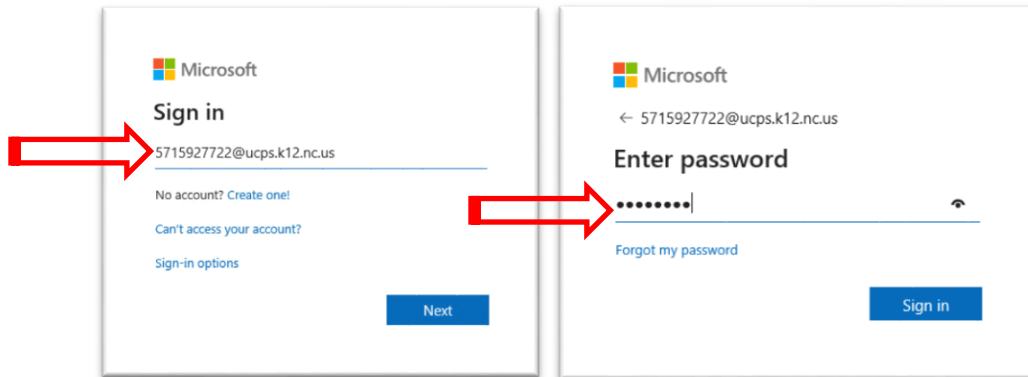 Microsoft
Sign in
5715927722@ucps.k12.nc.us
No account? Create one!
Can't access your account?
Sign-in options
Next
Microsoft
← 5715927722@ucps.k12.nc.us
Enter password
••••••••
Forgot my password
Sign in